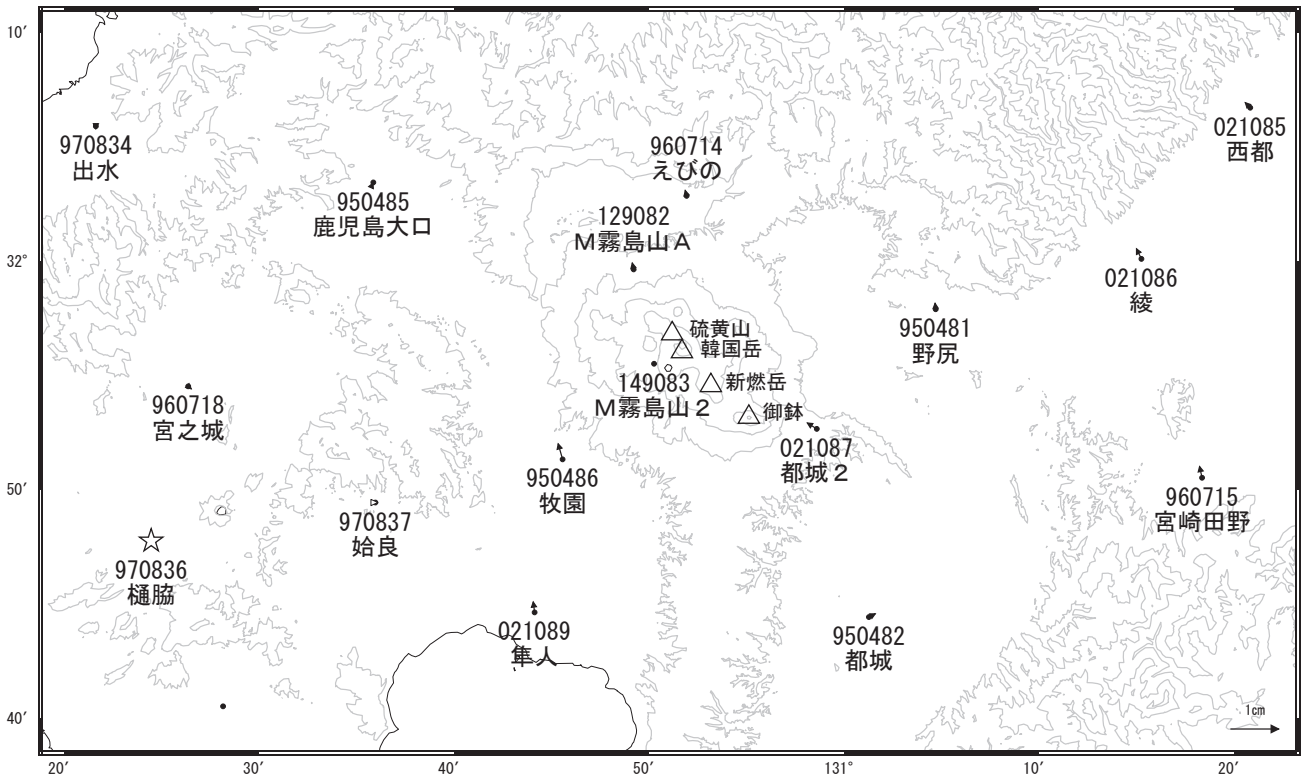 10′
021085
西都
970834
出水
960714
えびの
950485
鹿児島大口
129082
M霧島山A
32°
021086
綾
950481
野尻
硫黄山
韓国岳
149083
M霧島山2
新燃岳
御鉢
960718
宮之城
021087
都城2
950486
牧園
50′
960715
宮崎田野
970837
姶良
970836
樋脇
021089
隼人
950482
都城
40′
1cm
20′
30′
40′
50′
131°
10′
20′